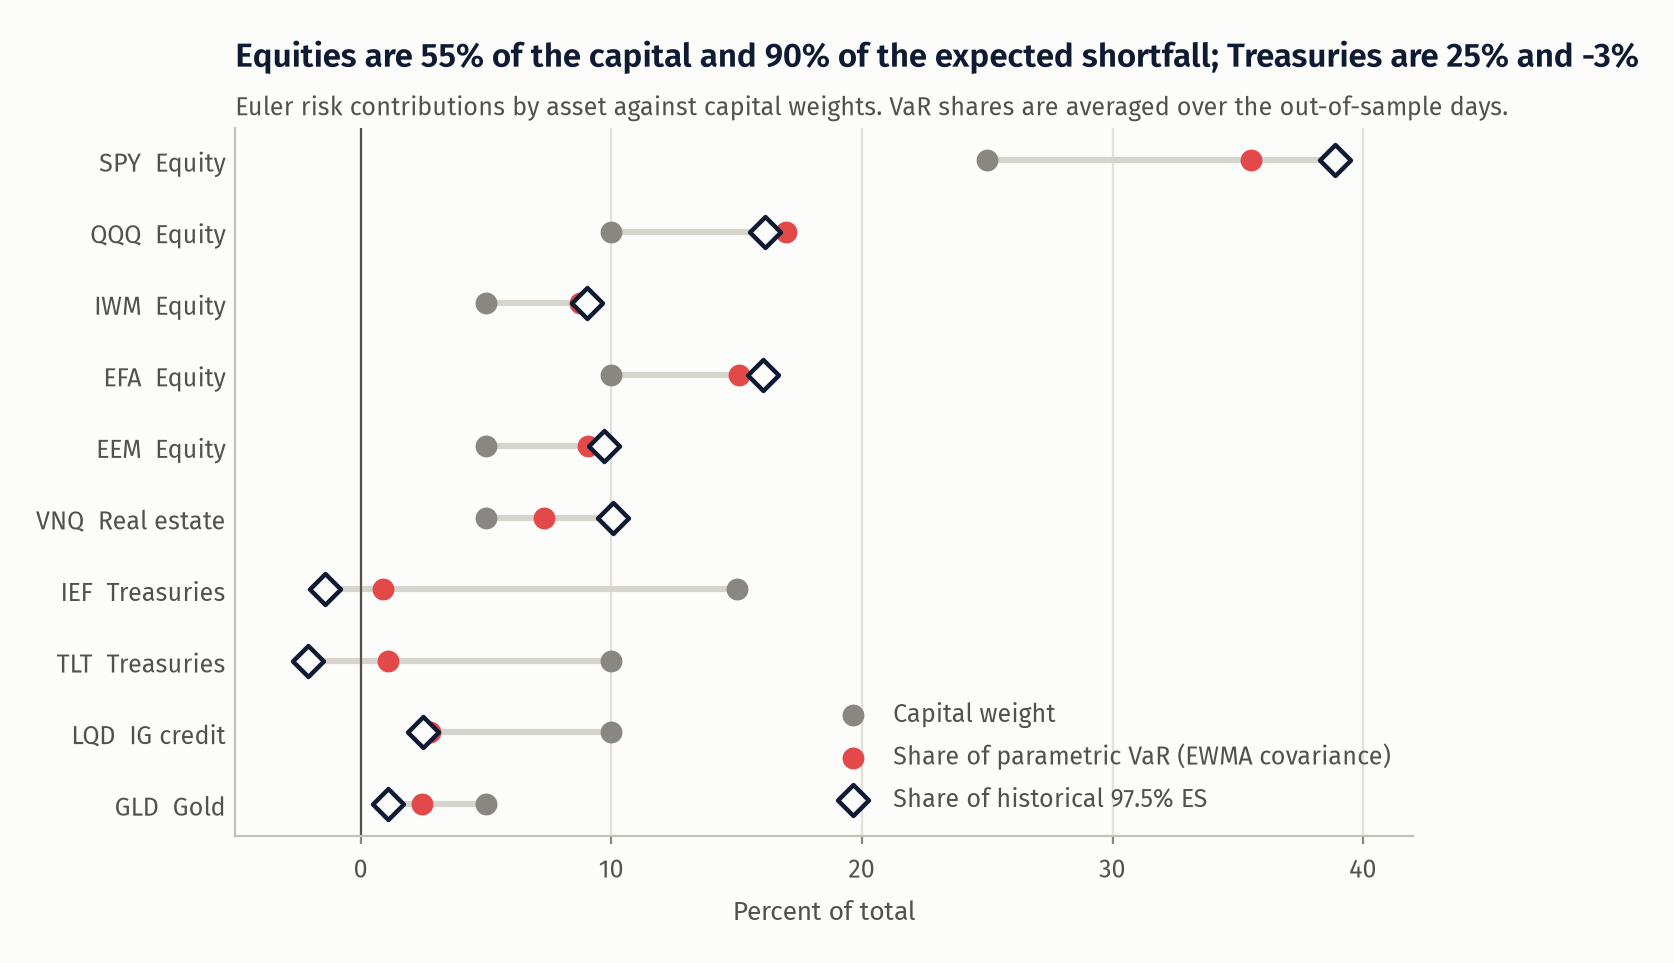 Equities are 55% of the capital and 90% of the expected shortfall; Treasuries are 25% and -3%
Euler risk contributions by asset against capital weights. VaR shares are averaged over the out-of-sample days.
SPY Equity
QQQ Equity
IWM Equity
EFA Equity
EEM Equity
VNQ Real estate
IEF Treasuries
TLT Treasuries
LQD IG credit
GLD Gold
Capital weight
Share of parametric VaR (EWMA covariance)
Share of historical 97.5% ES
0 10 20 30 40
Percent of total